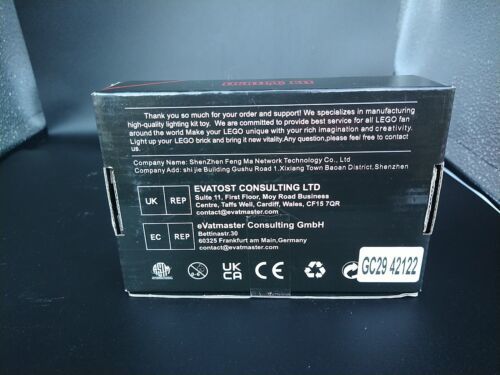 Thank you so much for your order and support! We specializes in manufacturing
high-quality lighting kit toy. We are committed to provide best service for all LEGO fan
around the world Make your LEGO unique with your rich imagination and creativity.
Light up your LEGO brick and bring it new vitality.Any question,please feel free to contact
us.
Company Name: ShenZhen Feng Ma Network Technology Co., Ltd
Company Add: shi jie Building Gushu Road 1.Xixiang Town Baoan District,Shenzhen
UK REP
EVATOST CONSULTING LTD
Suite 11, First Floor, Moy Road Business
Centre, Taffs Well, Cardiff, Wales, CF15 7QR
contact@evatmaster.com
EC REP
eVatmaster Consulting GmbH
Bettinastr.30
60325 Frankfurt am Main,Germany
contact@evatmaster.com
ASTM
UK
CA
CE
GC29 42122